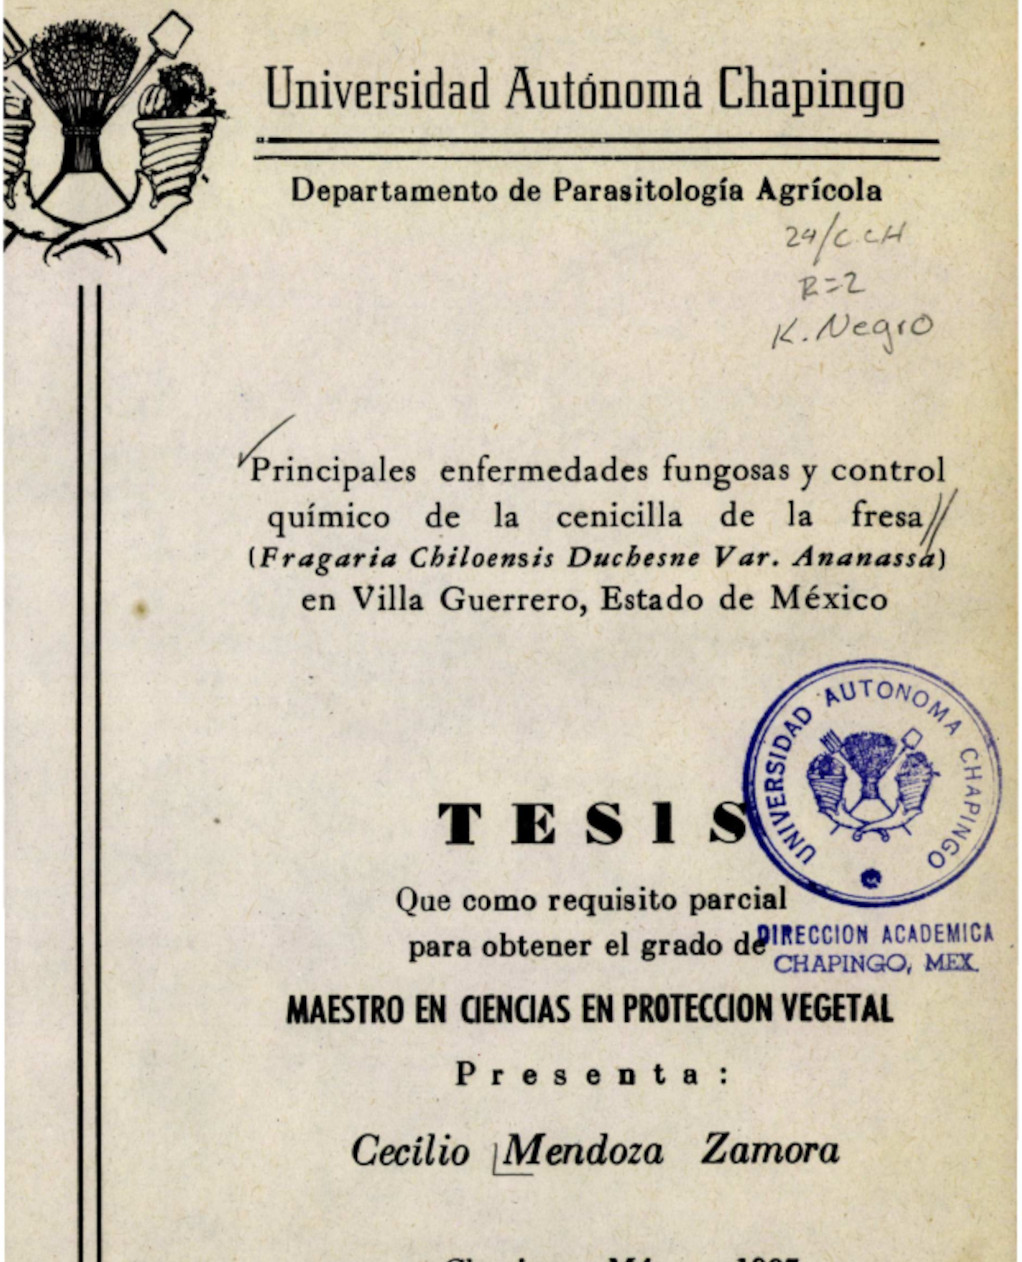 Universidad Autónoma Chapingo
Departamento de Parasitología Agrícola
24/C.CH
R=2
K. Negro
Principales enfermedades fungosas y control
químico de la cenicilla de la fresa
(Fragaria Chiloensis Duchesne Var. Ananassa)
en Villa Guerrero, Estado de México
UNIVERSIDAD AUTONOMA CHAPINGO
TESIS
Que como requisito parcial
para obtener el grado de
DIRECCION ACADEMICA
CHAPINGO, MEX.
MAESTRO EN CIENCIAS EN PROTECCION VEGETAL
Presenta:
Cecilio Mendoza Zamora